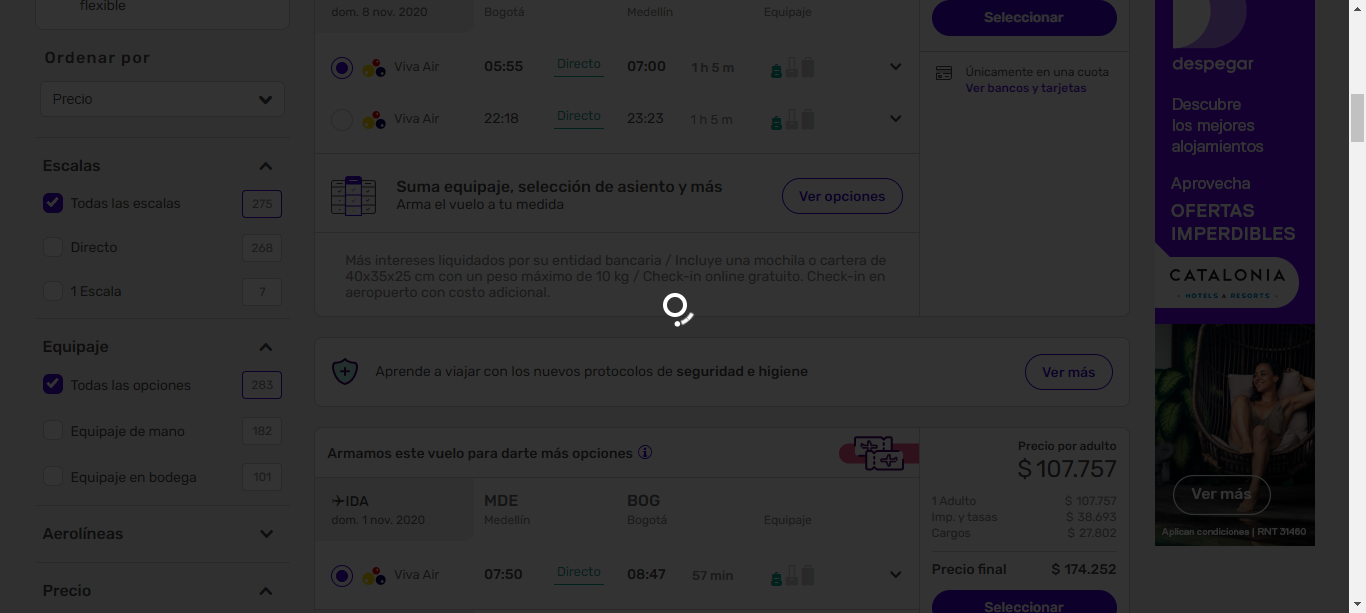 flexible
Ordenar por
Precio
Escalas
Todas las escalas 275
Directo 268
1 Escala 7
Equipaje
Todas las opciones 283
Equipaje de mano 182
Equipaje en bodega 101
Aerolíneas
Precio
dom. 8 nov. 2020 Bogotá Medellín Equipaje
Viva Air 05:55 Directo 07:00 1 h 5 m
Viva Air 22:18 Directo 23:23 1 h 5 m
Suma equipaje, selección de asiento y más
Arma el vuelo a tu medida
Ver opciones
Más intereses liquidados por su entidad bancaria / Incluye una mochila o cartera de
40x35x25 cm con un peso máximo de 10 kg / Check-in online gratuito. Check-in en
aeropuerto con costo adicional.
Seleccionar
Únicamente en una cuota
Ver bancos y tarjetas
Aprende a viajar con los nuevos protocolos de seguridad e higiene
Ver más
Armamos este vuelo para darte más opciones
IDA MDE BOG
dom. 1 nov. 2020 Medellín Bogotá Equipaje
Viva Air 07:50 Directo 08:47 57 min
Precio por adulto
$ 107.757
1 Adulto $ 107.757
Imp. y tasas $ 38.693
Cargos $ 27.802
Precio final $ 174.252
Seleccionar
despegar
Descubre
los mejores
alojamientos
Aprovecha
OFERTAS
IMPERDIBLES
CATALONIA
HOTELS & RESORTS
Ver más
Aplican condiciones | RNT 31460